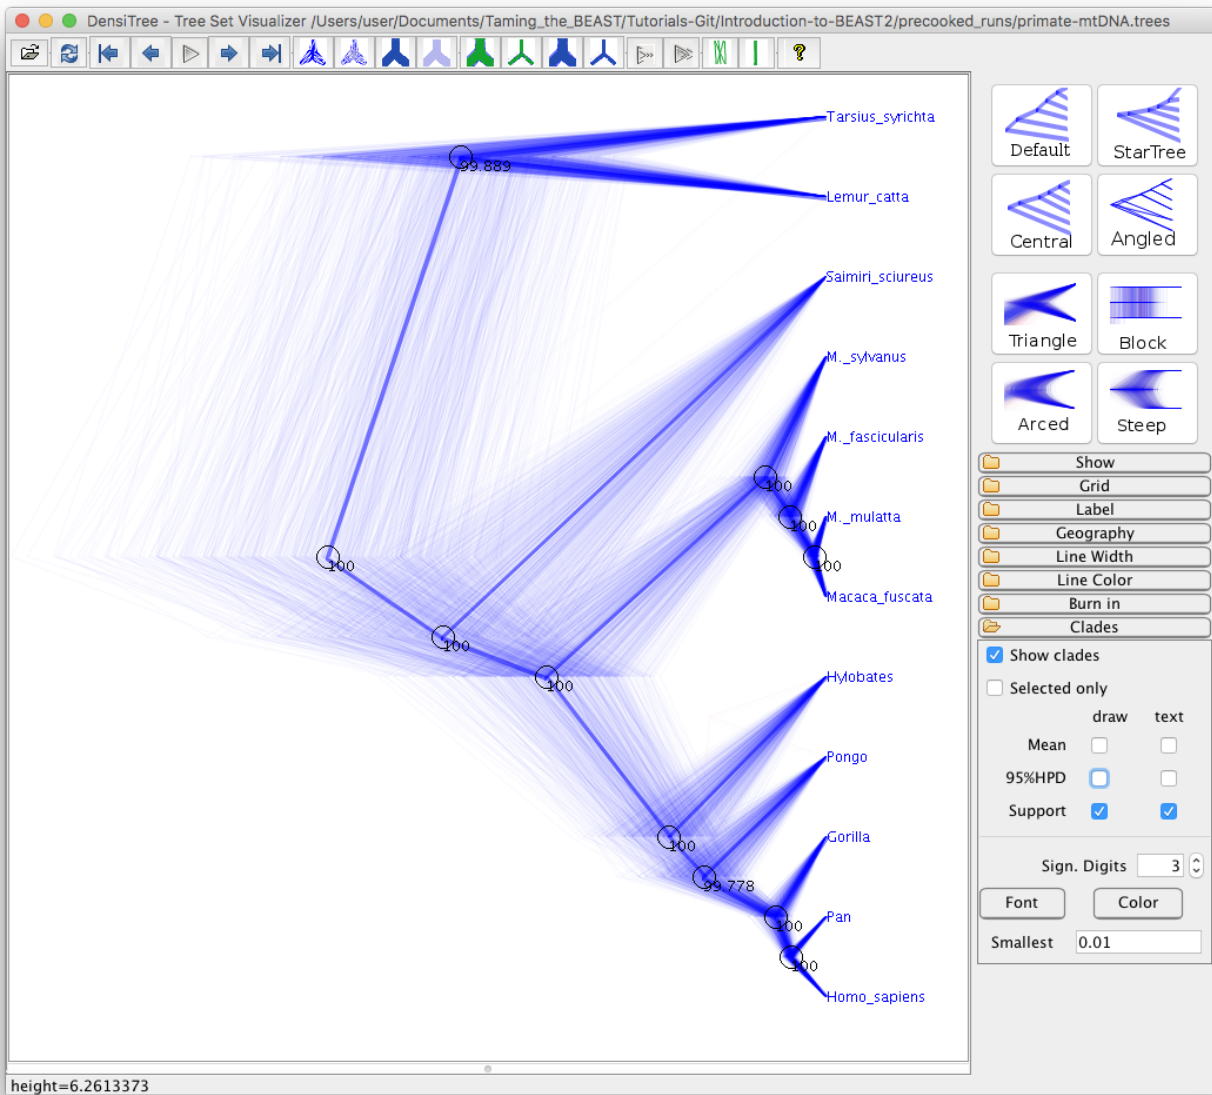 DensiTree - Tree Set Visualizer /Users/user/Documents/Taming_the_BEAST/Tutorials-Git/Introduction-to-BEAST2/precooked_runs/primate-mtDNA.trees
?
Tarsius_syrichta
99.889
Lemur_catta
Saimiri_sciureus
M._sylvanus
M._fascicularis
100
M._mulatta
100
100
100
Macaca_fuscata
100
Hylobates
100
Pongo
Gorilla
100
99.778
Pan
100
100
Homo_sapiens
Default
StarTree
Central
Angled
Triangle
Block
Arced
Steep
Show
Grid
Label
Geography
Line Width
Line Color
Burn in
Clades
Show clades
Selected only
draw text
Mean
95%HPD
Support
Sign. Digits 3
Font Color
Smallest 0.01
height=6.2613373